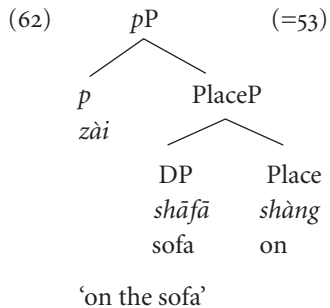 (62) pP (=53)
p PlaceP
zài
DP Place
shāfā shàng
sofa on
‘on the sofa’